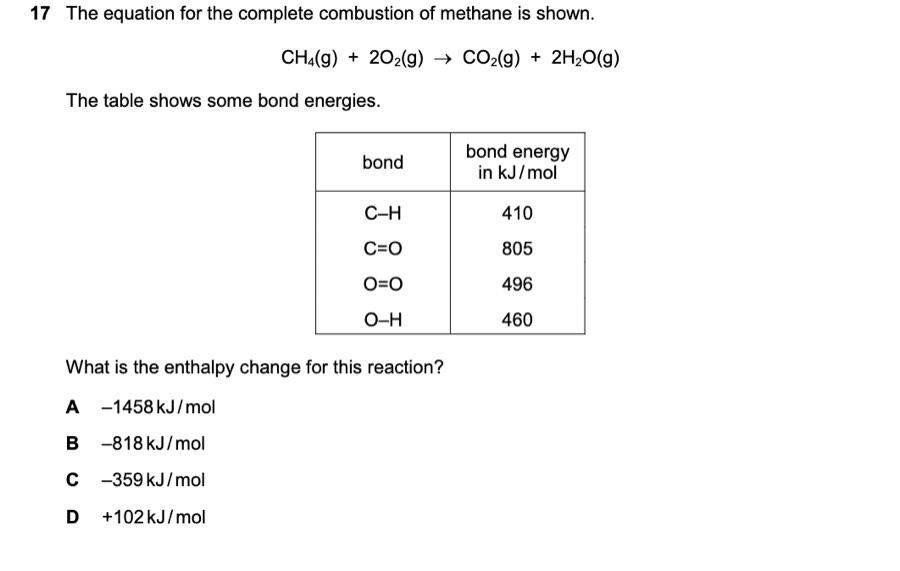 17 The equation for the complete combustion of methane is shown.
CH₄(g) + 2O₂(g) → CO₂(g) + 2H₂O(g)
The table shows some bond energies.
bond bond energy
in kJ/mol
C–H 410
C=O 805
O=O 496
O–H 460
What is the enthalpy change for this reaction?
A –1458 kJ/mol
B –818 kJ/mol
C –359 kJ/mol
D +102 kJ/mol